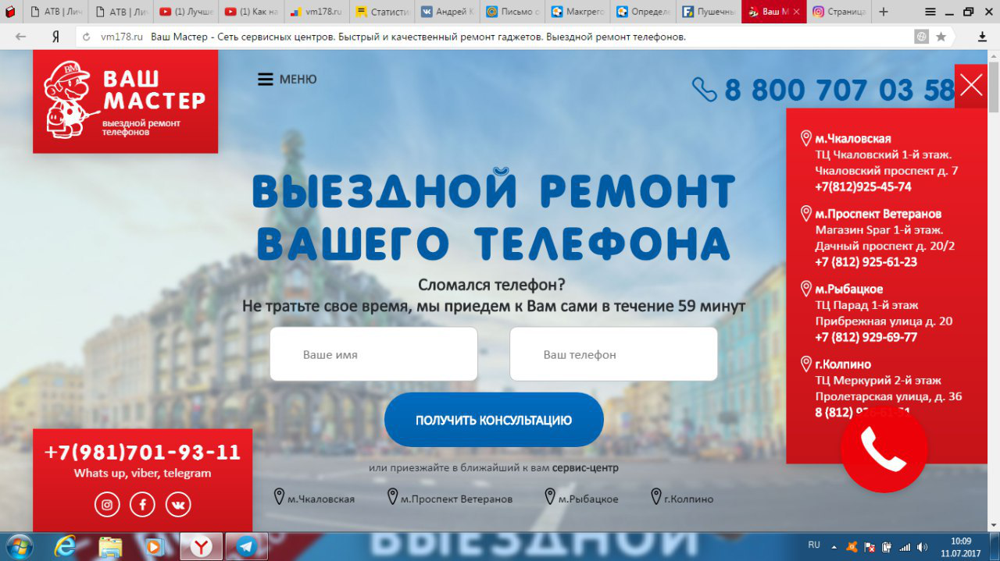 АТВ | Лич
АТВ | Лич
(1) Лучше
(1) Как на
vm178.ru
Статисти
Андрей К
Письмо о
Макгрего
Определе
Пушечны
Ваш М
Страница
vm178.ru Ваш Мастер - Сеть сервисных центров. Быстрый и качественный ремонт гаджетов. Выездной ремонт телефонов.
ВМ
ВАШ
МАСТЕР
выездной ремонт
телефонов
МЕНЮ
8 800 707 03 58
ВЫЕЗДНОЙ РЕМОНТ
ВАШЕГО ТЕЛЕФОНА
Сломался телефон?
Не тратьте свое время, мы приедем к Вам сами в течение 59 минут
Ваше имя
Ваш телефон
ПОЛУЧИТЬ КОНСУЛЬТАЦИЮ
или приезжайте в ближайший к вам сервис-центр
м.Чкаловская
м.Проспект Ветеранов
м.Рыбацкое
г.Колпино
м.Чкаловская
ТЦ Чкаловский 1-й этаж.
Чкаловский проспект д. 7
+7(812)925-45-74
м.Проспект Ветеранов
Магазин Spar 1-й этаж.
Дачный проспект д. 20/2
+7 (812) 925-61-23
м.Рыбацкое
ТЦ Парад 1-й этаж
Прибрежная улица д. 20
+7 (812) 929-69-77
г.Колпино
ТЦ Меркурий 2-й этаж
Пролетарская улица, д. 36
8 (812)
+7(981)701-93-11
Whats up, viber, telegram
ВЫЕЗДНОЙ
RU
10:09
11.07.2017